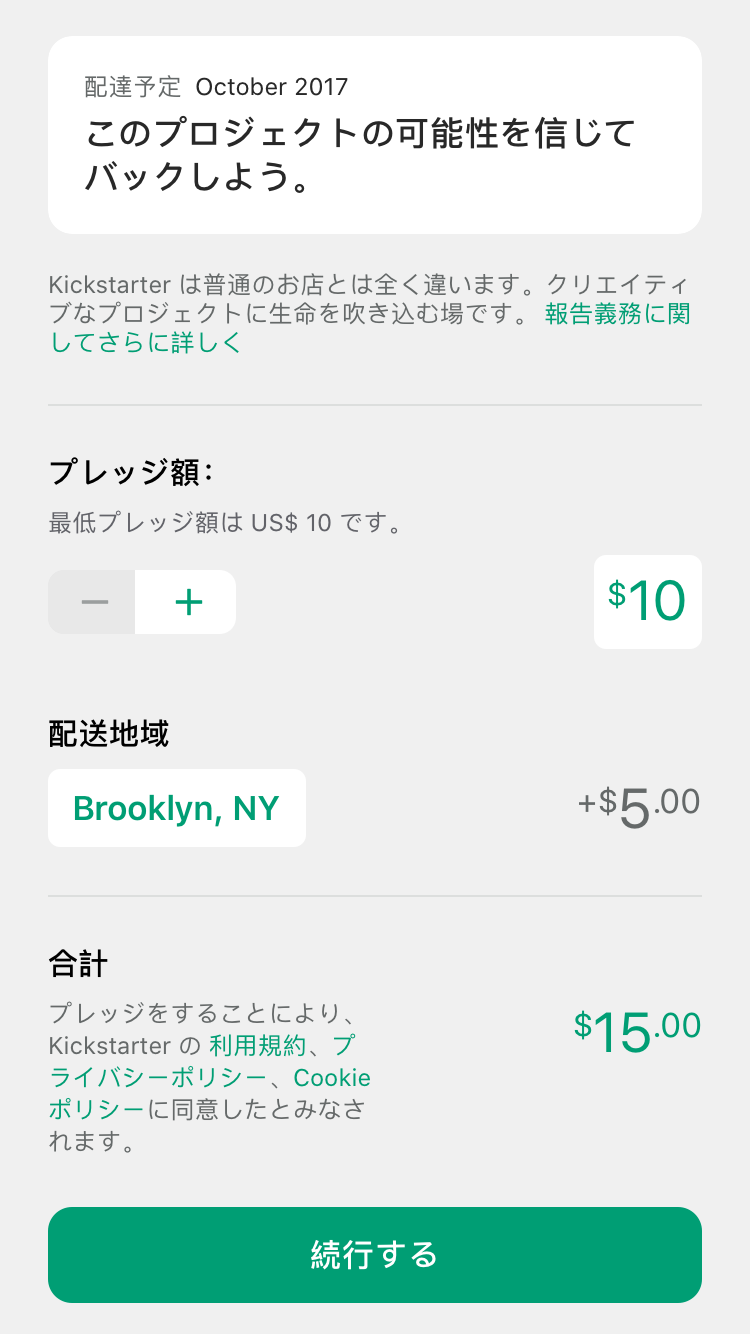 配達予定 October 2017
このプロジェクトの可能性を信じて
バックしよう。
Kickstarter は普通のお店とは全く違います。クリエイティ
ブなプロジェクトに生命を吹き込む場です。 報告義務に関
してさらに詳しく
プレッジ額:
最低プレッジ額は US$ 10 です。
− +
$10
配送地域
Brooklyn, NY
+$5.00
合計
プレッジをすることにより、
Kickstarter の 利用規約、プ
ライバシーポリシー、Cookie
ポリシーに同意したとみなさ
れます。
$15.00
続行する